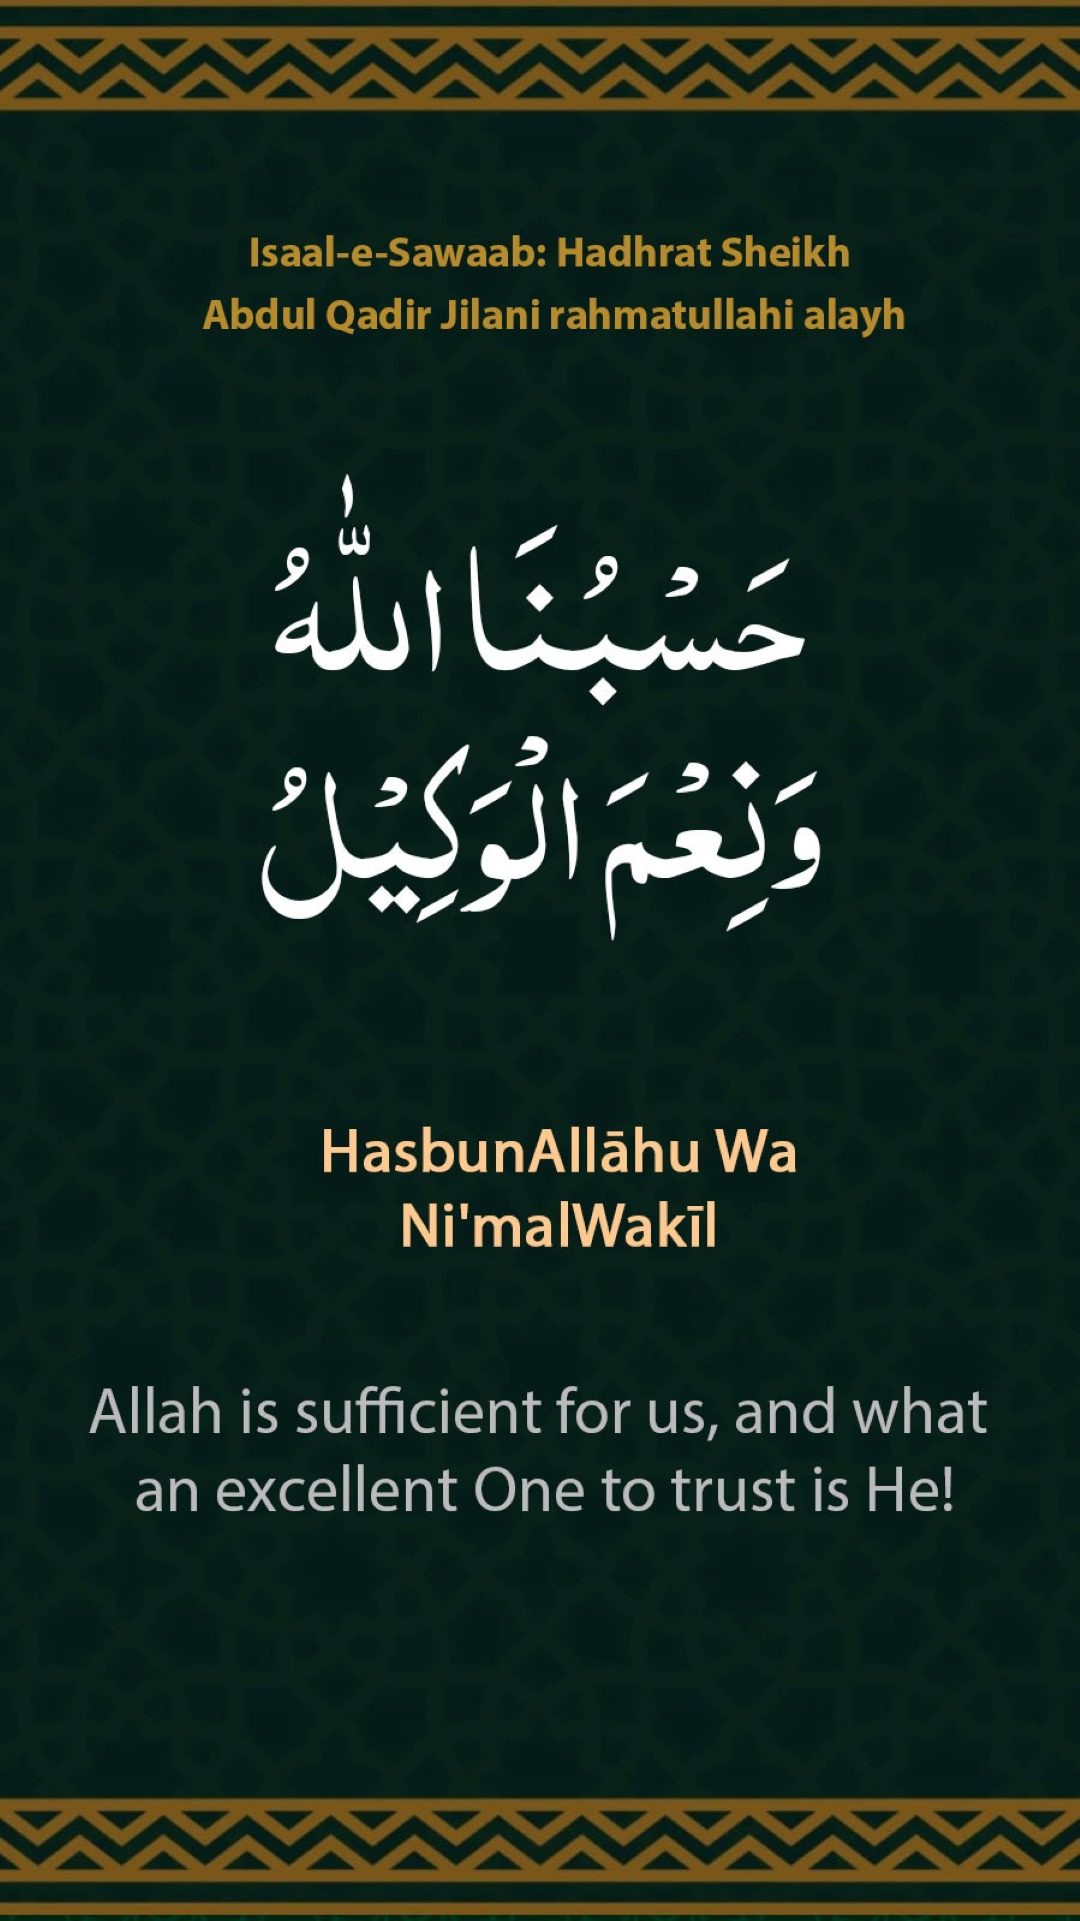 Isaal-e-Sawaab: Hadhrat Sheikh
Abdul Qadir Jilani rahmatullahi alayh
حَسْبُنَا اللّٰهُ
وَنِعْمَ الْوَكِيْلُ
HasbunAllāhu Wa
Ni'malWakīl
Allah is sufficient for us, and what
an excellent One to trust is He!